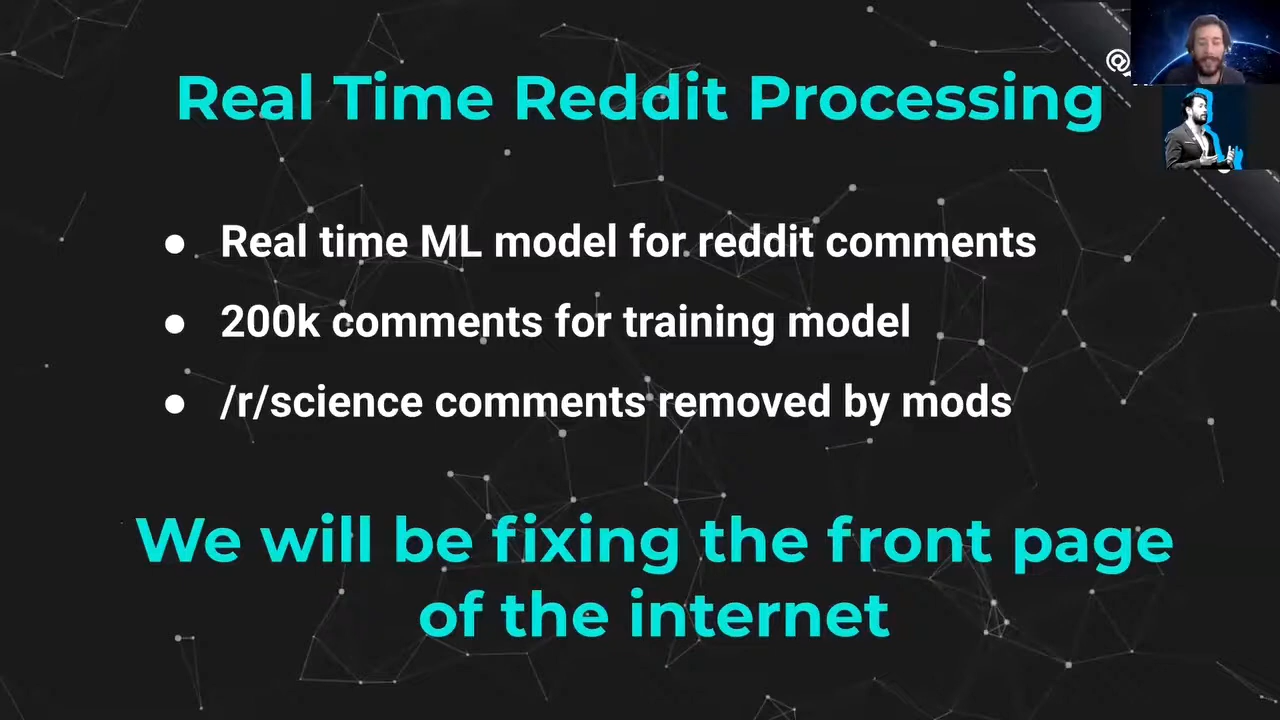 Real Time Reddit Processing
● Real time ML model for reddit comments
● 200k comments for training model
● /r/science comments removed by mods
We will be fixing the front page
of the internet
@